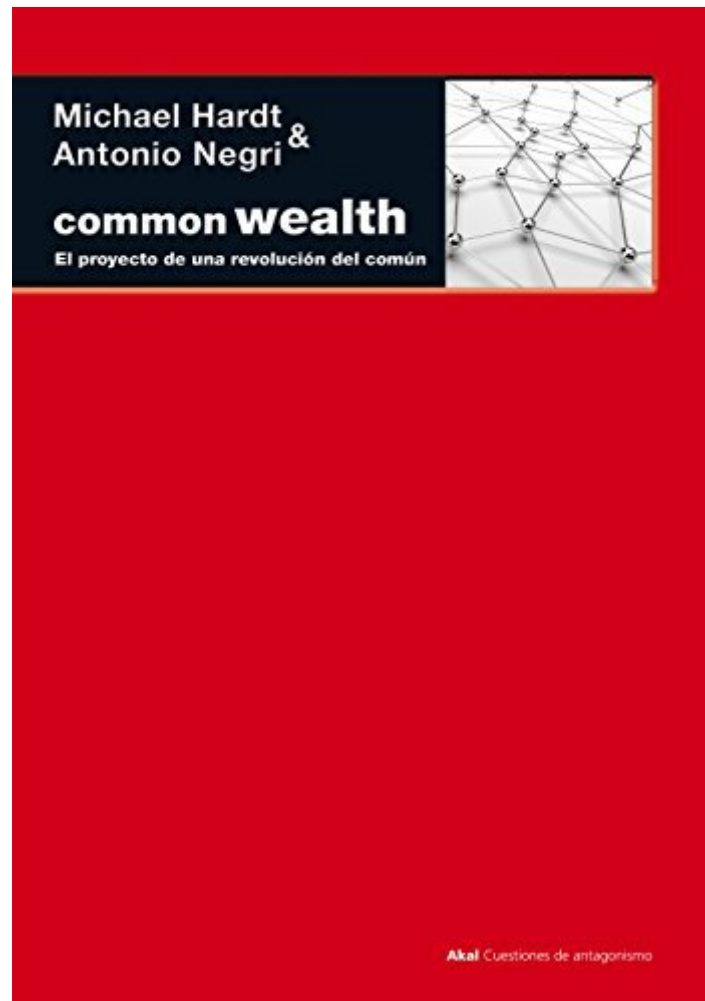 Michael Hardt &
Antonio Negri
common wealth
El proyecto de una revolución del común
Akal Cuestiones de antagonismo